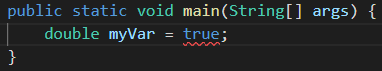 public static void main(String[] args) {
    double myVar = true;
}